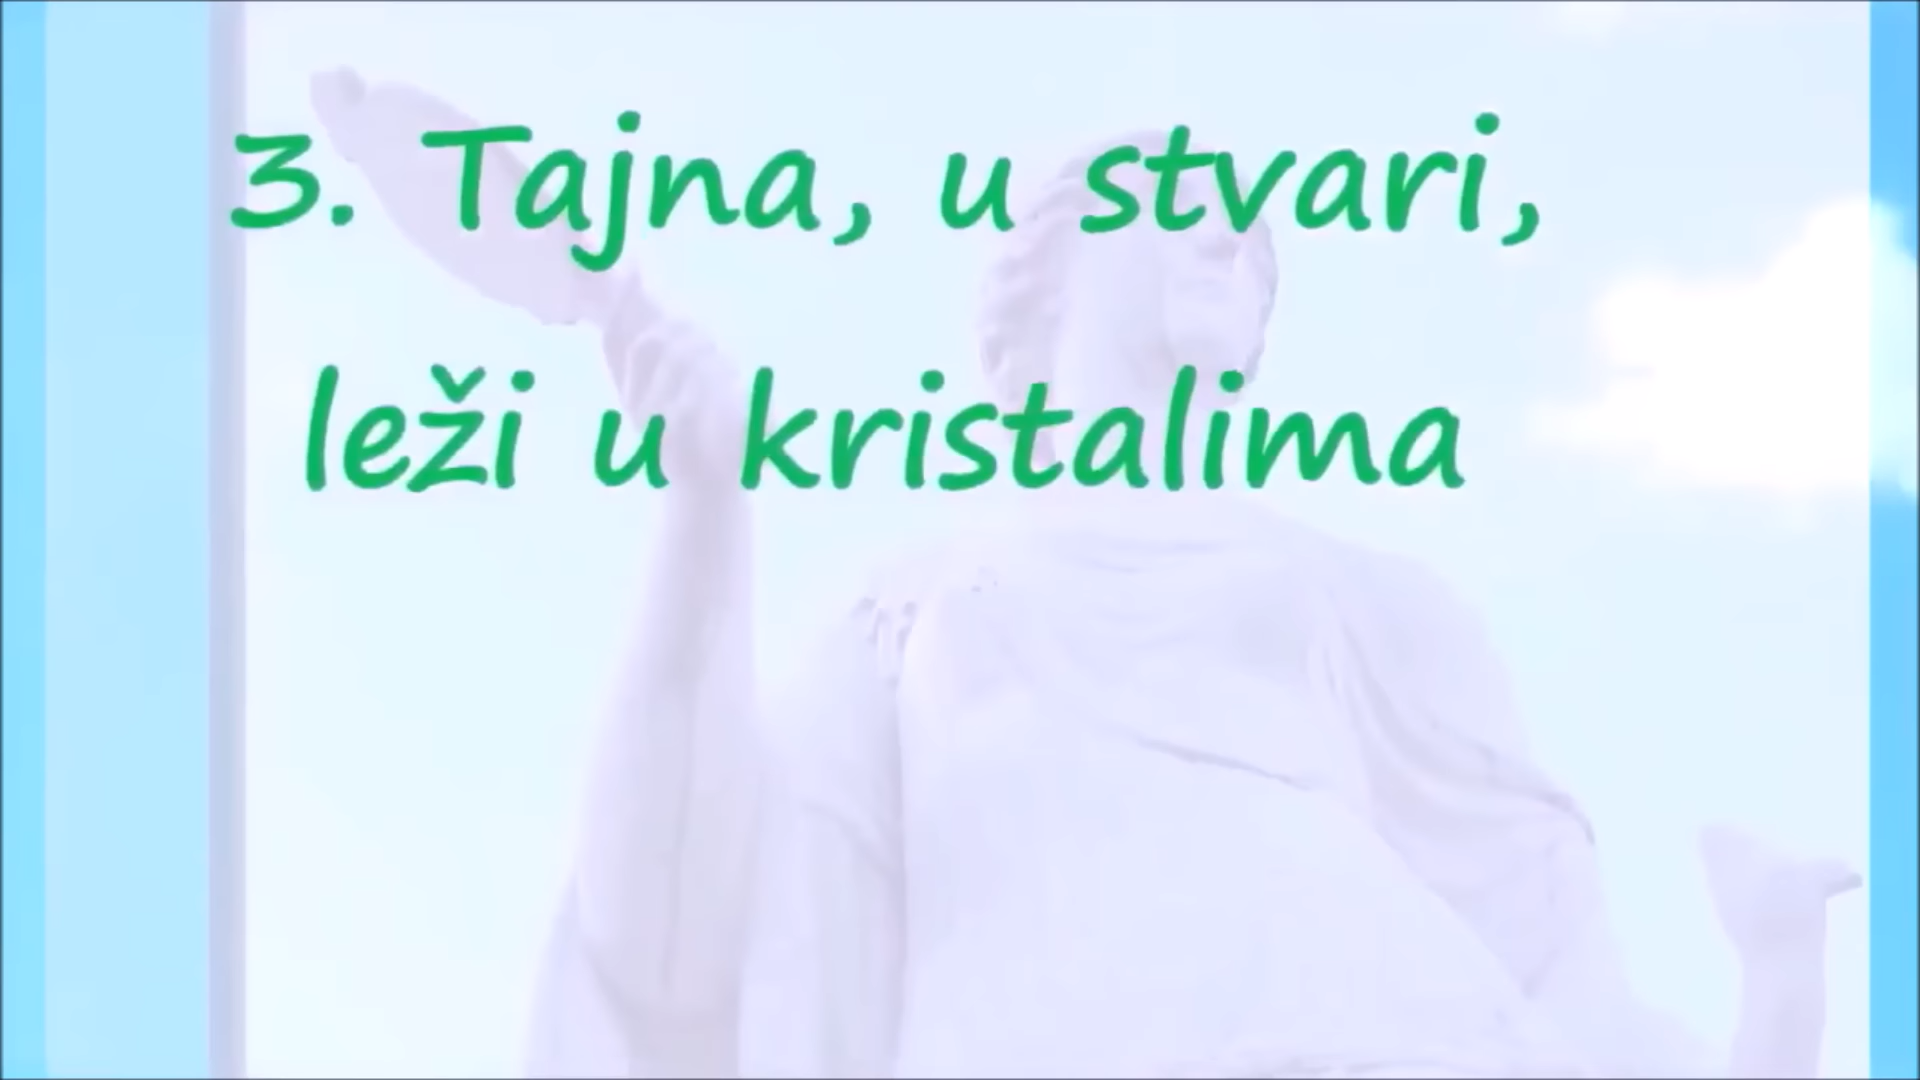 3. Tajna, u stvari,
leži u kristalima